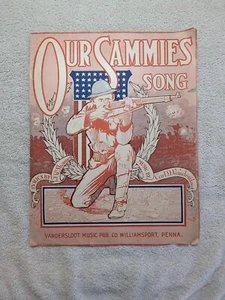 OUR SAMMIES
SONG
VANDERSLOOT MUSIC PUB. CO. WILLIAMSPORT, PENNA.